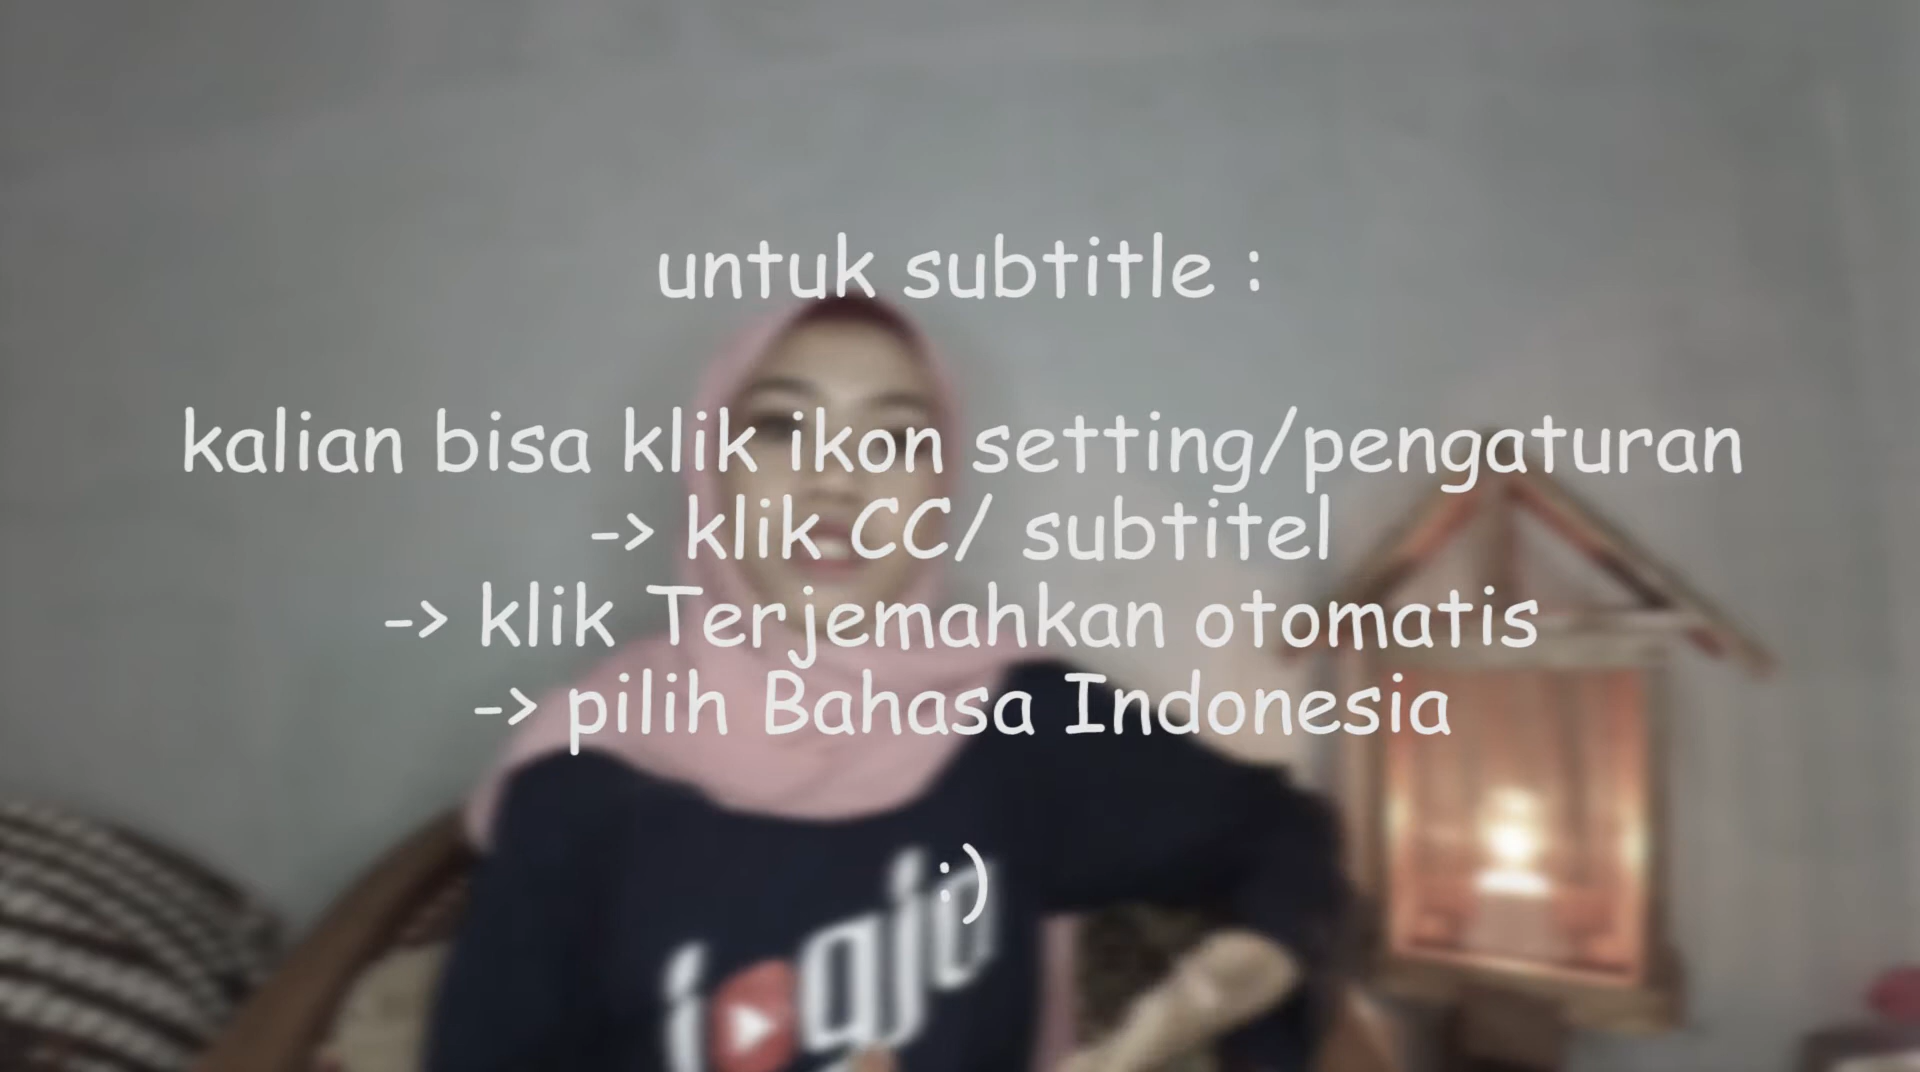 untuk subtitle :
kalian bisa klik ikon setting/pengaturan
-> klik CC/ subtitel
-> klik Terjemahkan otomatis
-> pilih Bahasa Indonesia
:)